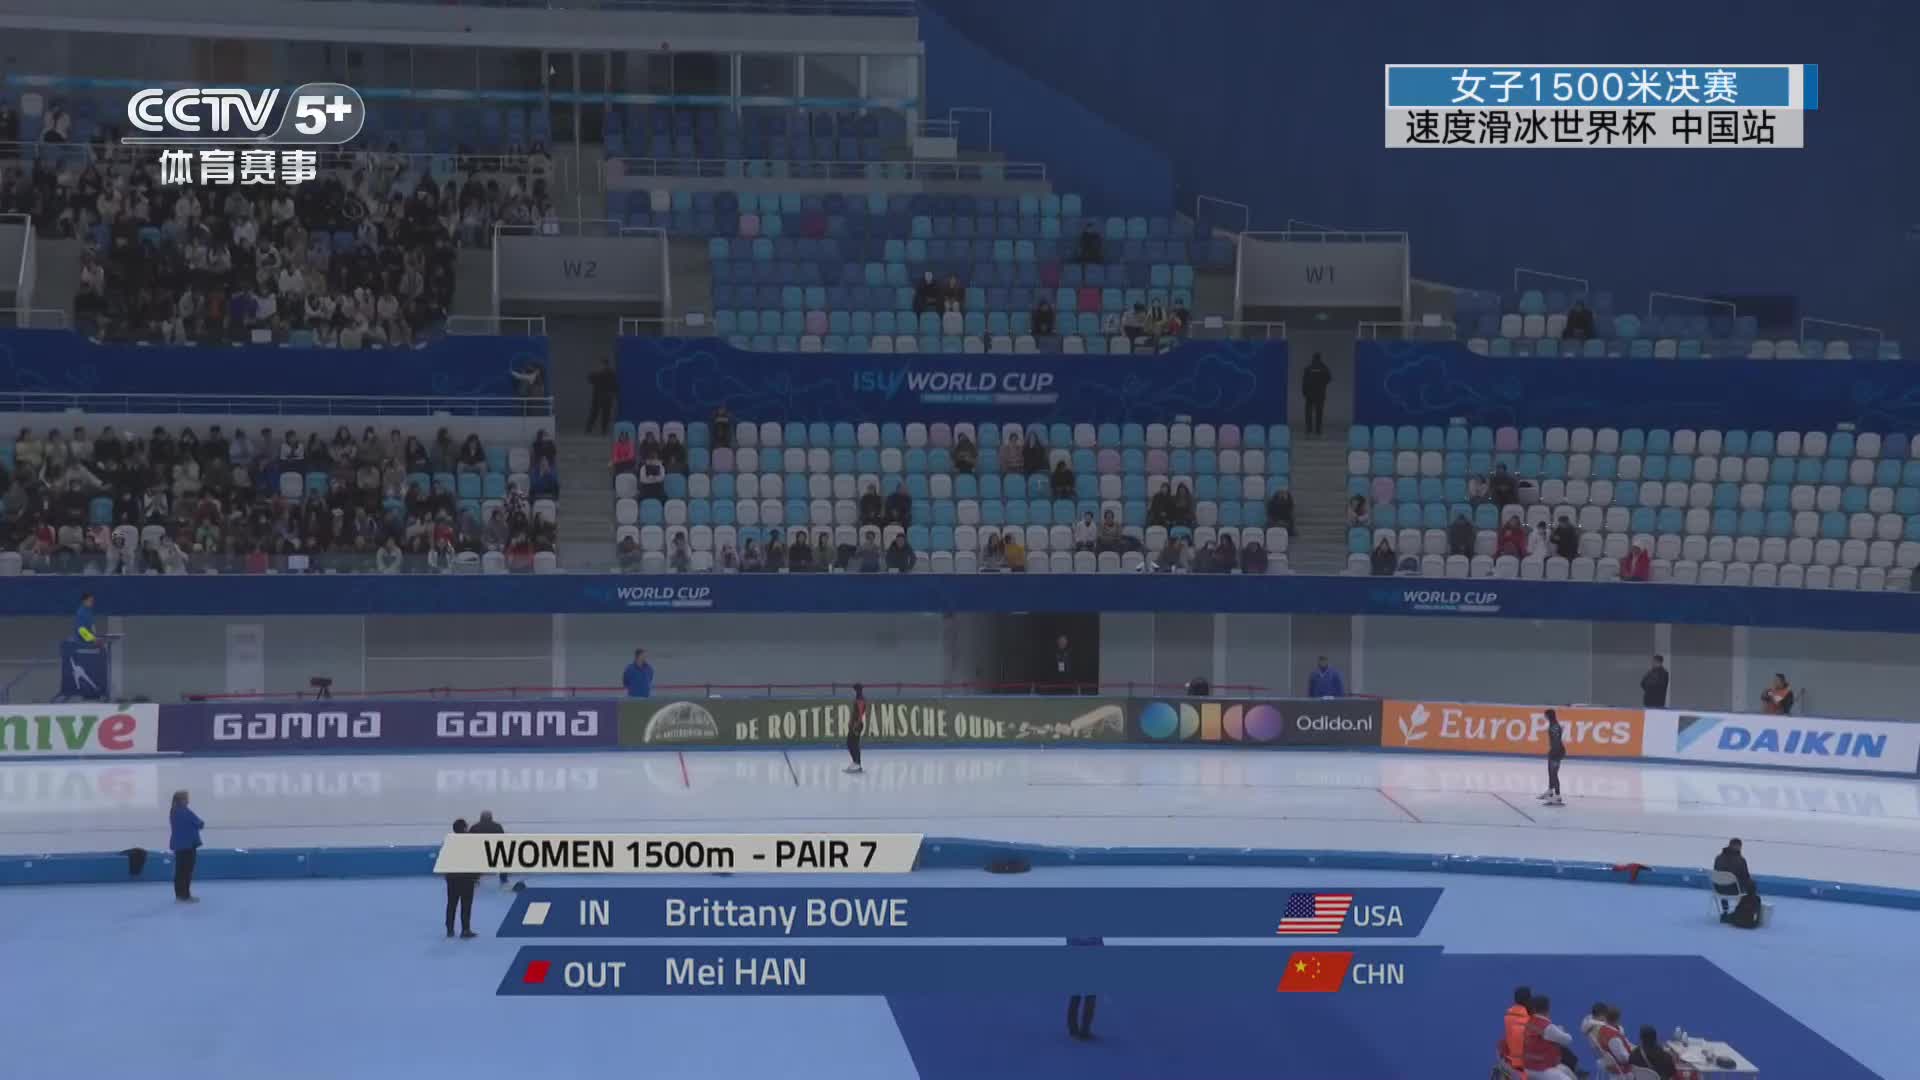 CCTV 5+
体育赛事
女子1500米决赛
速度滑冰世界杯 中国站
W2
W1
ISU WORLD CUP
WORLD CUP
WORLD CUP
nivé
GAMMA
GAMMA
DE ROTTERDAMSCHE OUDE
Odido.nl
EuroParcs
DAIKIN
WOMEN 1500m - PAIR 7
IN Brittany BOWE USA
OUT Mei HAN CHN